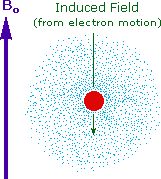 Bo
Induced Field
(from electron motion)